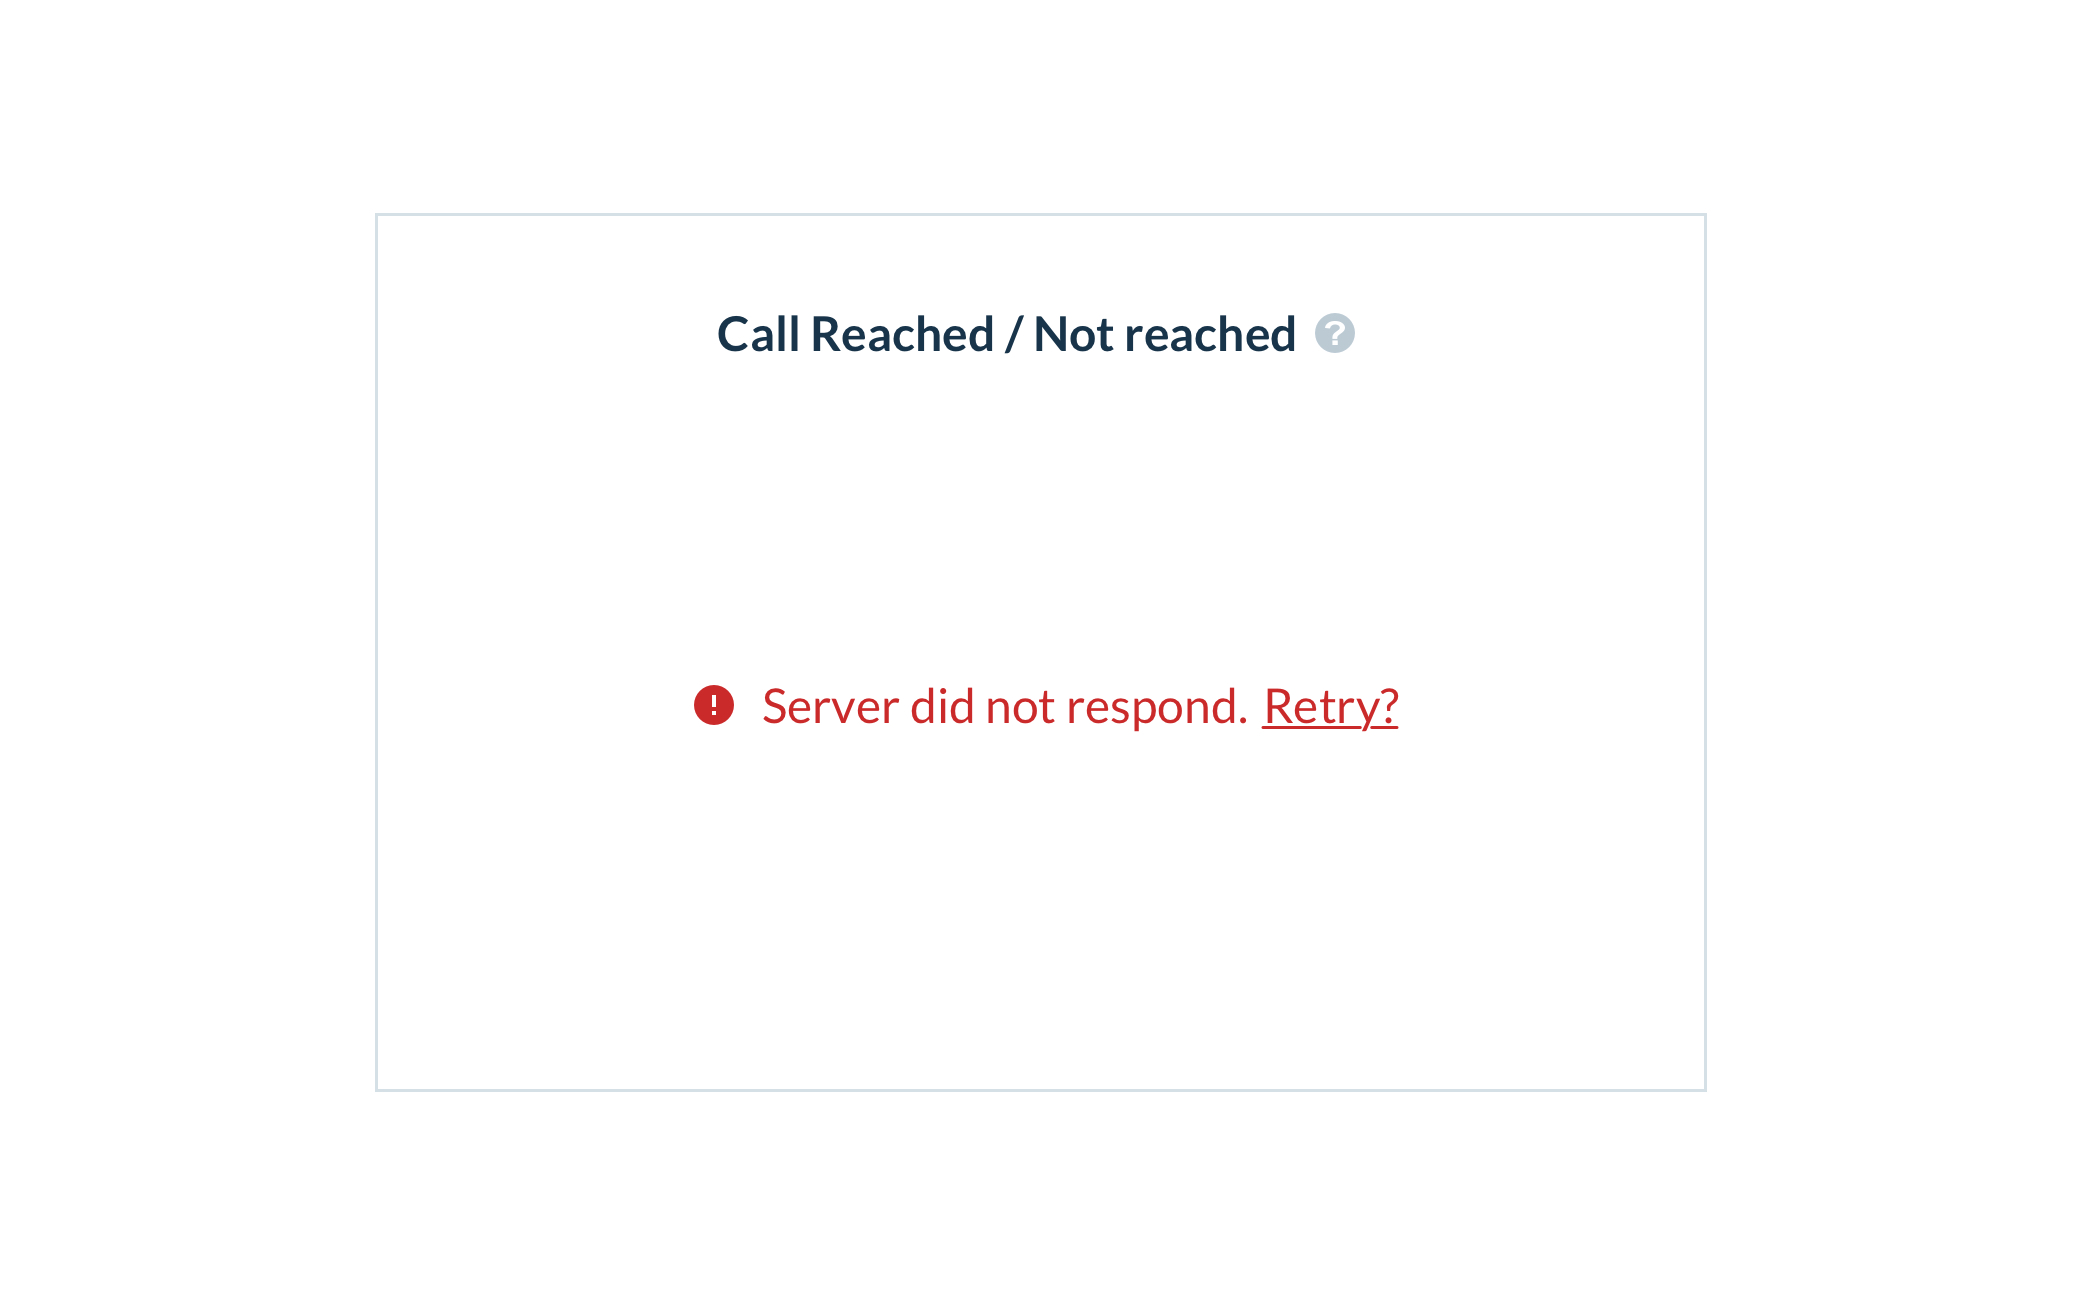 Call Reached / Not reached ?
! Server did not respond. Retry?